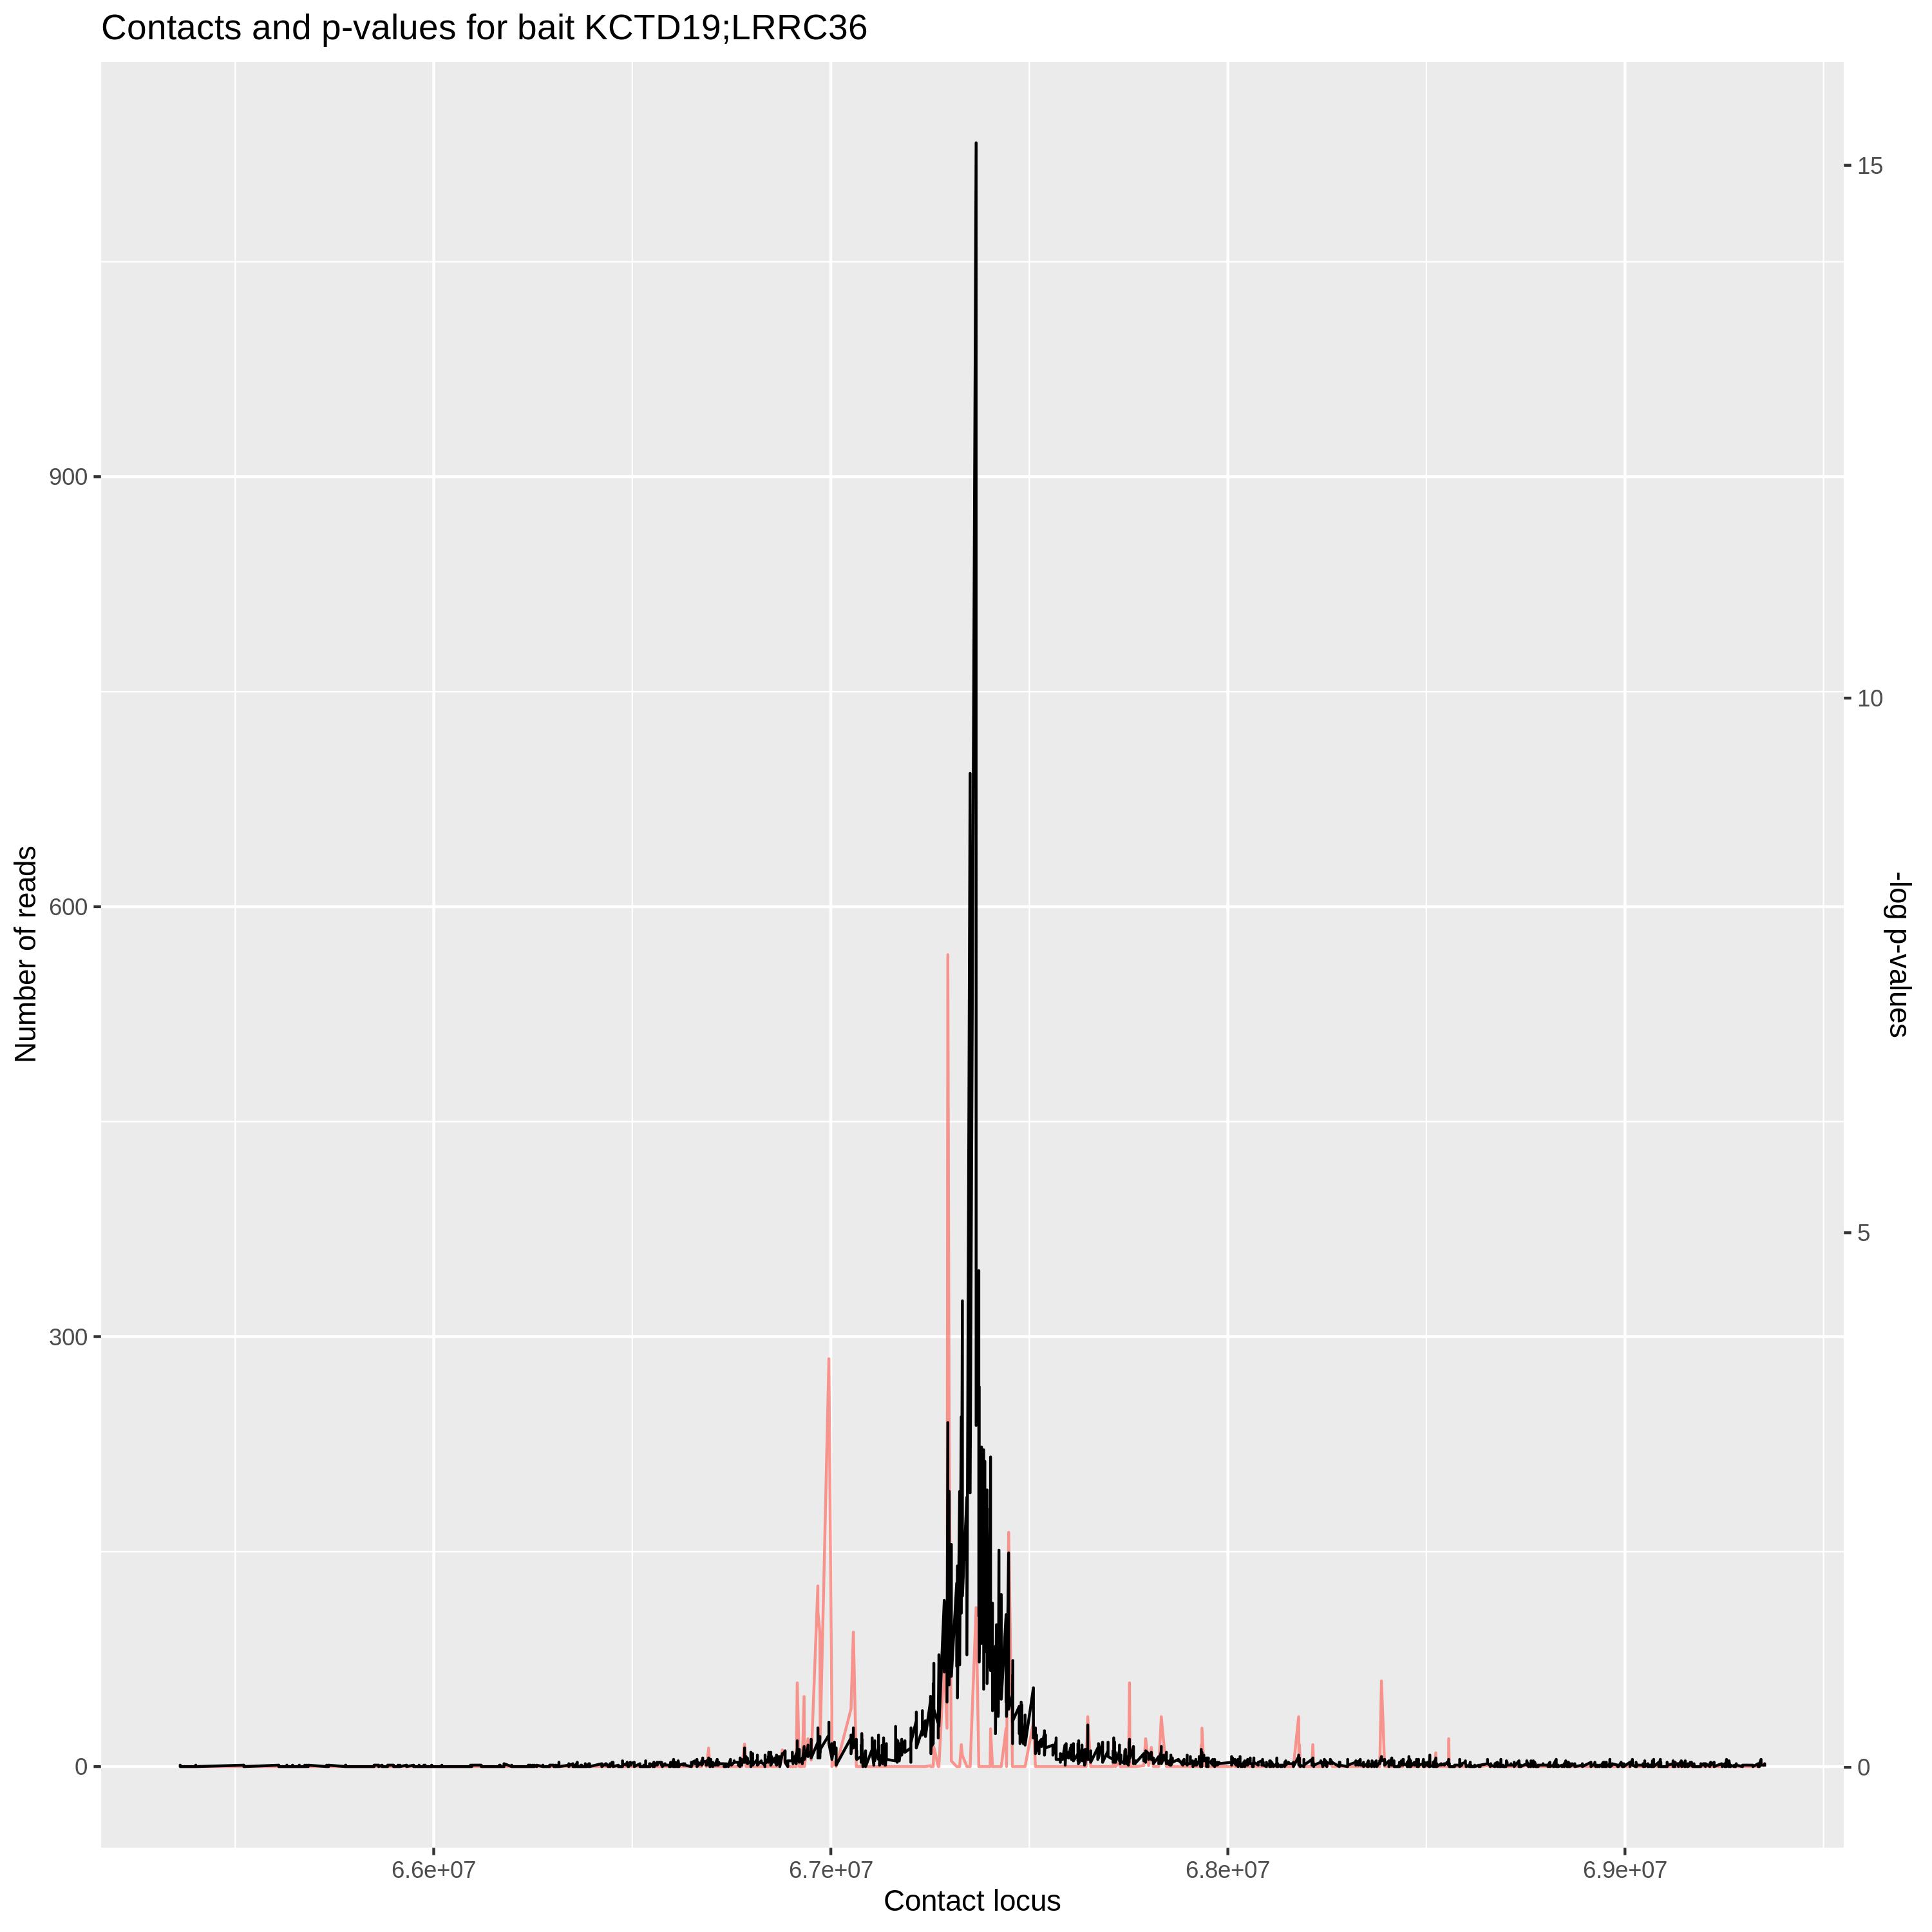 Contacts and p-values for bait KCTD19;LRRC36
Number of reads
900
600
300
0
15
10
5
0
-log p-values
6.6e+07
6.7e+07
6.8e+07
6.9e+07
Contact locus